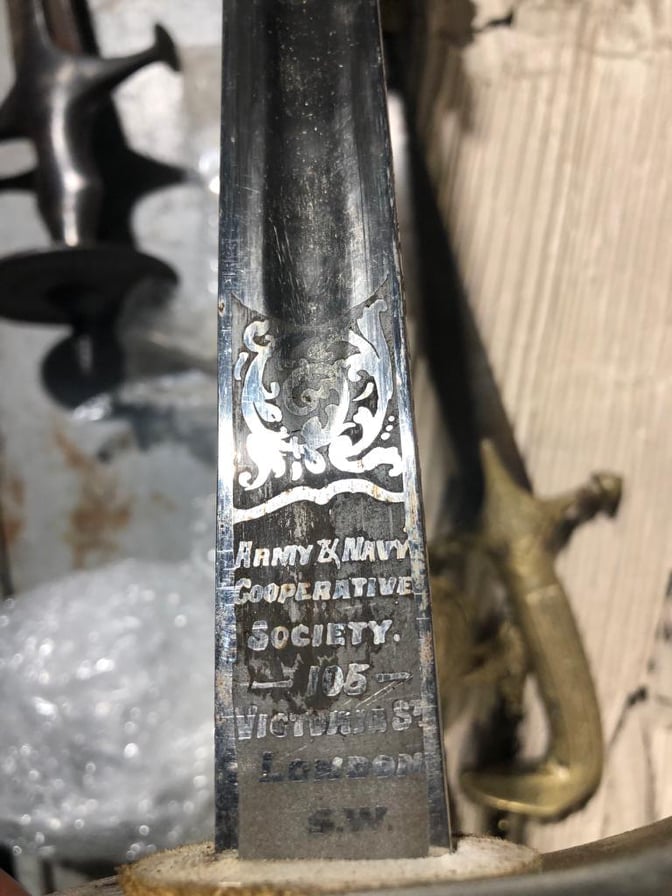 ARMY & NAVY
COOPERATIVE
SOCIETY.
— 105 —
VICTORIA ST
LONDON
S.W.